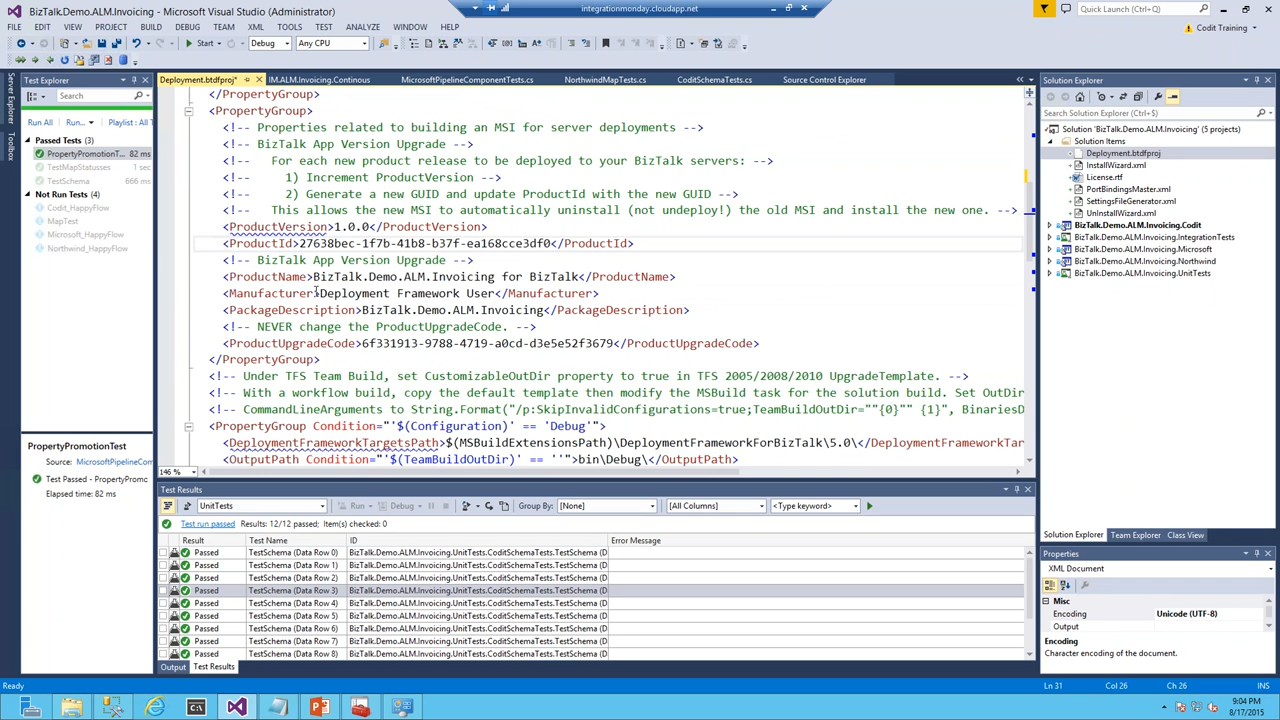 BizTalk.Demo.ALM.Invoicing - Microsoft Visual Studio (Administrator)
integrationmonday.cloudapp.net
Quick Launch (Ctrl+Q)
FILE EDIT VIEW PROJECT BUILD DEBUG TEAM XML TOOLS TEST ANALYZE WINDOW HELP
Codit Training
Start Debug Any CPU
Server Explorer
Toolbox
Test Explorer
Search
Run All Run... Playlist : All T
Passed Tests (3)
PropertyPromotionT... 82 ms
TestMapStatusses 1 sec
TestSchema 666 ms
Not Run Tests (4)
Codit_HappyFlow
MapTest
Microsoft_HappyFlow
Northwind_HappyFlow
PropertyPromotionTest
Source: MicrosoftPipelineCom
Test Passed - PropertyPromc
Elapsed time: 82 ms
Deployment.btdfproj* IM.ALM.Invoicing.Continous MicrosoftPipelineComponentTests.cs NorthwindMapTests.cs CoditSchemaTests.cs Source Control Explorer
</PropertyGroup>
<PropertyGroup>
<!-- Properties related to building an MSI for server deployments -->
<!-- BizTalk App Version Upgrade -->
<!--   For each new product release to be deployed to your BizTalk servers: -->
<!--   1) Increment ProductVersion -->
<!--   2) Generate a new GUID and update ProductId with the new GUID -->
<!--   This allows the new MSI to automatically uninstall (not undeploy!) the old MSI and install the new one. -->
<ProductVersion>1.0.0</ProductVersion>
<ProductId>27638bec-1f7b-41b8-b37f-ea168cce3df0</ProductId>
<!-- BizTalk App Version Upgrade -->
<ProductName>BizTalk.Demo.ALM.Invoicing for BizTalk</ProductName>
<Manufacturer>Deployment Framework User</Manufacturer>
<PackageDescription>BizTalk.Demo.ALM.Invoicing</PackageDescription>
<!-- NEVER change the ProductUpgradeCode. -->
<ProductUpgradeCode>6f331913-9788-4719-a0cd-d3e5e52f3679</ProductUpgradeCode>
</PropertyGroup>
<!-- Under TFS Team Build, set CustomizableOutDir property to true in TFS 2005/2008/2010 UpgradeTemplate. -->
<!-- With a workflow build, copy the default template then modify the MSBuild task for the solution build. Set OutDir
<!-- CommandLineArguments to String.Format("/p:SkipInvalidConfigurations=true;TeamBuildOutDir=""{0}"" {1}", BinariesD
<PropertyGroup Condition="'$(Configuration)' == 'Debug'">
<DeploymentFrameworkTargetsPath>$(MSBuildExtensionsPath)\DeploymentFrameworkForBizTalk\5.0\</DeploymentFrameworkTar
<OutputPath Condition="'$(TeamBuildOutDir)' == ''">bin\Debug\</OutputPath>
146 %
Test Results
UnitTests Run Debug Group By: [None] [All Columns] <Type keyword>
Test run passed Results: 12/12 passed; Item(s) checked: 0
Result Test Name ID Error Message
Passed TestSchema (Data Row 0) BizTalk.Demo.ALM.Invoicing.UnitTests.CoditSchemaTests.TestSchema (D
Passed TestSchema (Data Row 1) BizTalk.Demo.ALM.Invoicing.UnitTests.CoditSchemaTests.TestSchema (D
Passed TestSchema (Data Row 2) BizTalk.Demo.ALM.Invoicing.UnitTests.CoditSchemaTests.TestSchema (D
Passed TestSchema (Data Row 3) BizTalk.Demo.ALM.Invoicing.UnitTests.CoditSchemaTests.TestSchema (D
Passed TestSchema (Data Row 4) BizTalk.Demo.ALM.Invoicing.UnitTests.CoditSchemaTests.TestSchema (D
Passed TestSchema (Data Row 5) BizTalk.Demo.ALM.Invoicing.UnitTests.CoditSchemaTests.TestSchema (D
Passed TestSchema (Data Row 6) BizTalk.Demo.ALM.Invoicing.UnitTests.CoditSchemaTests.TestSchema (D
Passed TestSchema (Data Row 7) BizTalk.Demo.ALM.Invoicing.UnitTests.CoditSchemaTests.TestSchema (D
Passed TestSchema (Data Row 8) BizTalk.Demo.ALM.Invoicing.UnitTests.CoditSchemaTests.TestSchema (D
Output Test Results
Solution Explorer
Search Solution Explorer (Ctrl+;)
Solution 'BizTalk.Demo.ALM.Invoicing' (5 projects)
Solution Items
Deployment.btdfproj
InstallWizard.xml
License.rtf
PortBindingsMaster.xml
SettingsFileGenerator.xml
UnInstallWizard.xml
BizTalk.Demo.ALM.Invoicing.Codit
BizTalk.Demo.ALM.Invoicing.IntegrationTests
BizTalk.Demo.ALM.Invoicing.Microsoft
BizTalk.Demo.ALM.Invoicing.Northwind
BizTalk.Demo.ALM.Invoicing.UnitTests
Solution Explorer Team Explorer Class View
Properties
XML Document
Misc
Encoding Unicode (UTF-8)
Output
Encoding
Character encoding of the document.
Ready Ln 31 Col 26 Ch 26 INS
9:04 PM
8/17/2015